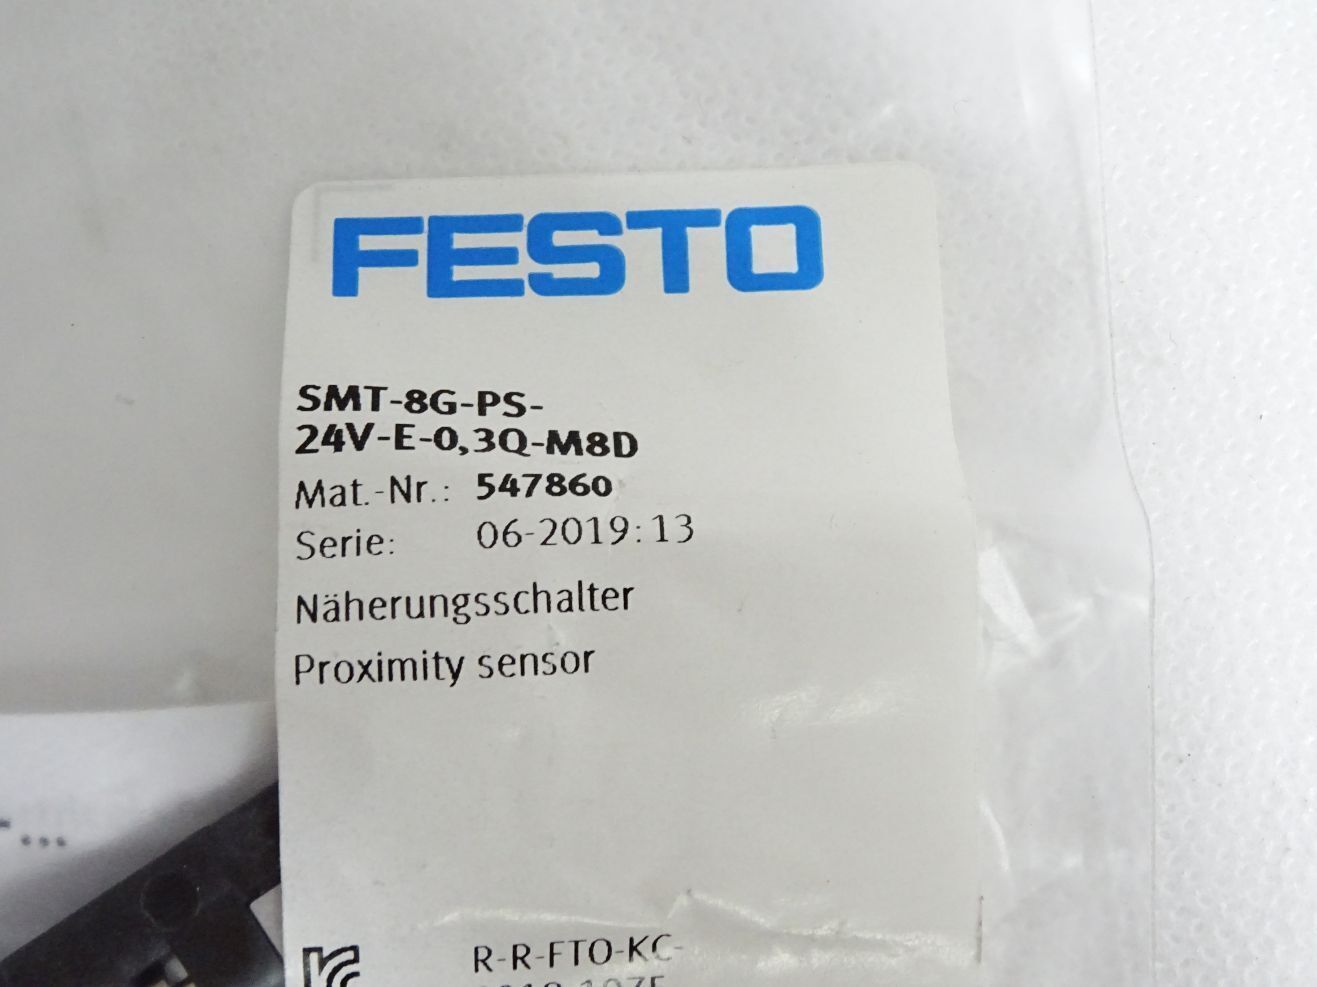 FESTO
SMT-8G-PS-
24V-E-0,3Q-M8D
Mat.-Nr.: 547860
Serie: 06-2019:13
Näherungsschalter
Proximity sensor
R-R-FTO-KC-